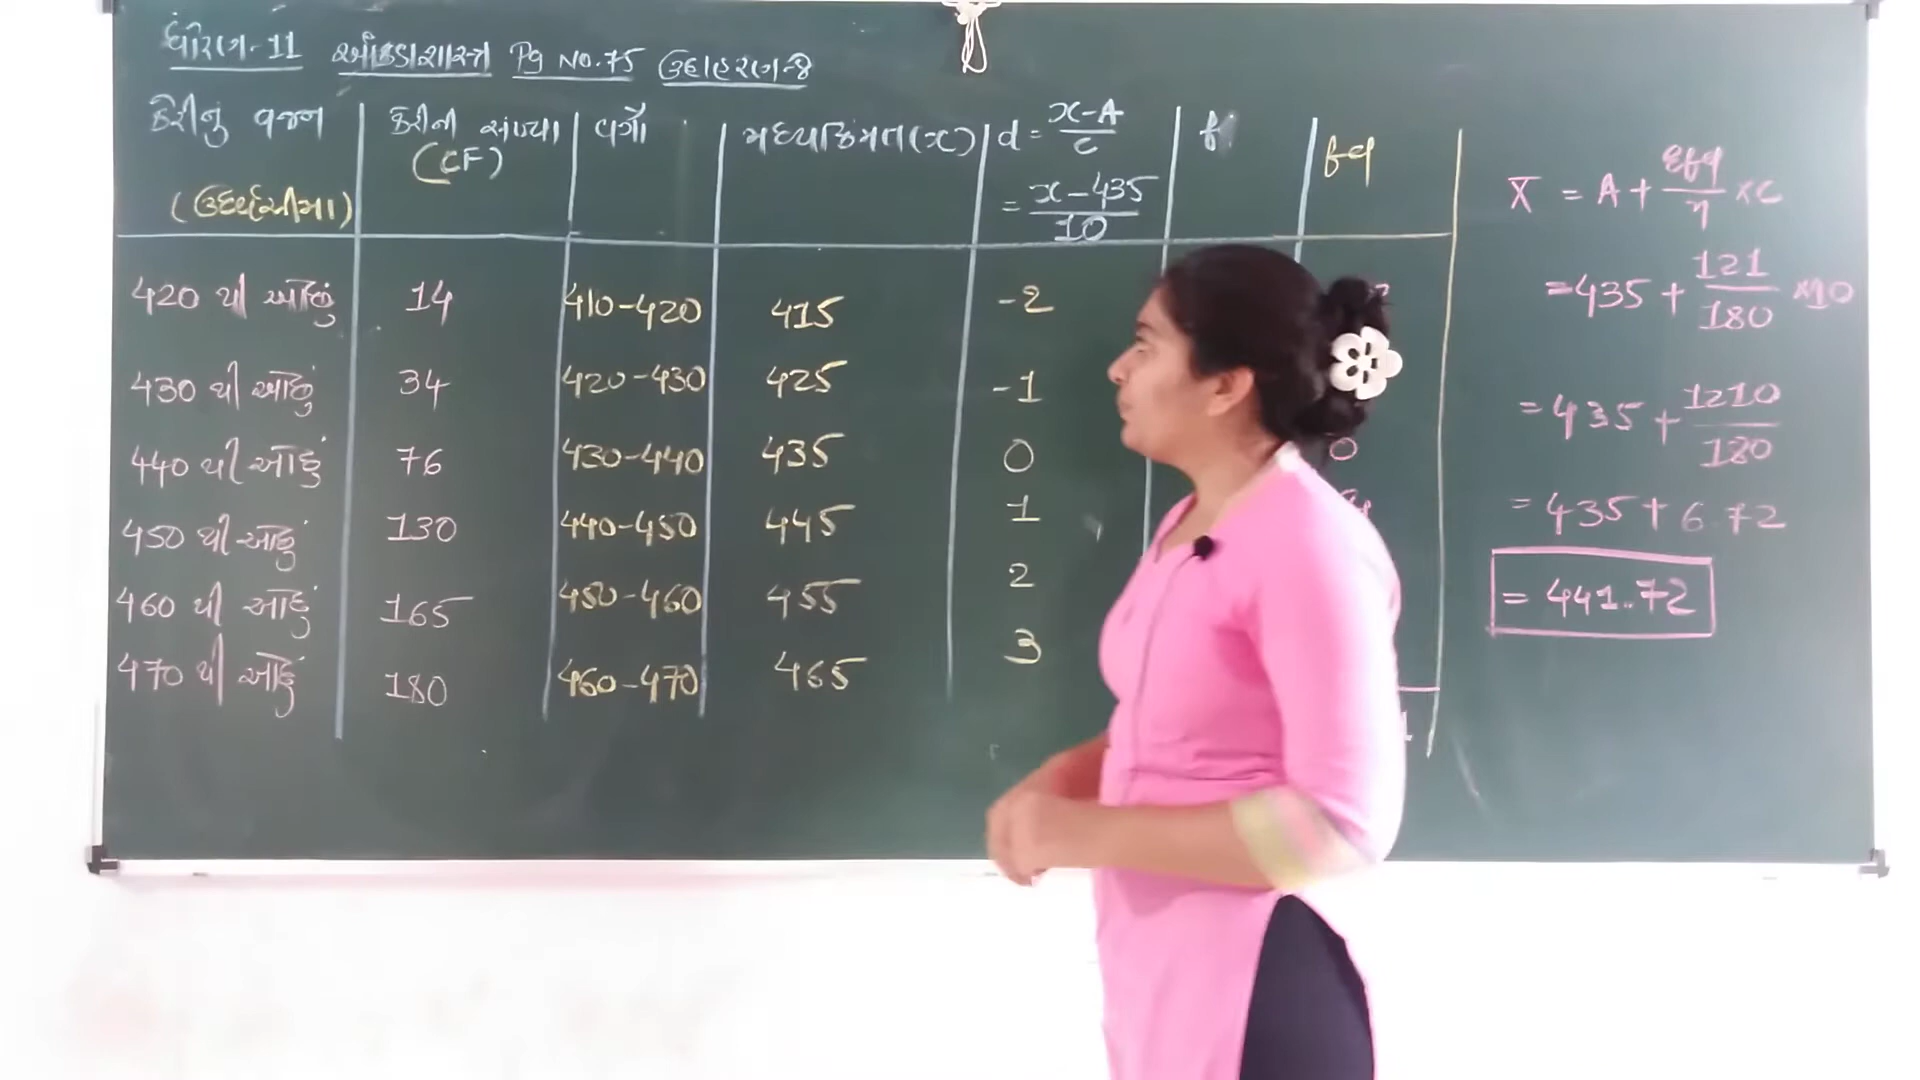 ધોરણ-11 આંકડાશાસ્ત્ર Pg NO.75 ઉદાહરણ-8
કેરીનું વજન કેરીની સંખ્યા વર્ગો મધ્યકિંમત(x) d = x-A / c f fd
(ઉર્ધ્વસીમા) (CF) = x-435 / 10
420 થી ઓછું 14 410-420 415 -2
430 થી ઓછું 34 420-430 425 -1
440 થી ઓછું 76 430-440 435 0 0
450 થી ઓછું 130 440-450 445 1
460 થી ઓછું 165 450-460 455 2
470 થી ઓછું 180 460-470 465 3
x̄ = A + Σfd / n × c
= 435 + 121 / 180 × 10
= 435 + 1210 / 180
= 435 + 6.72
= 441.72